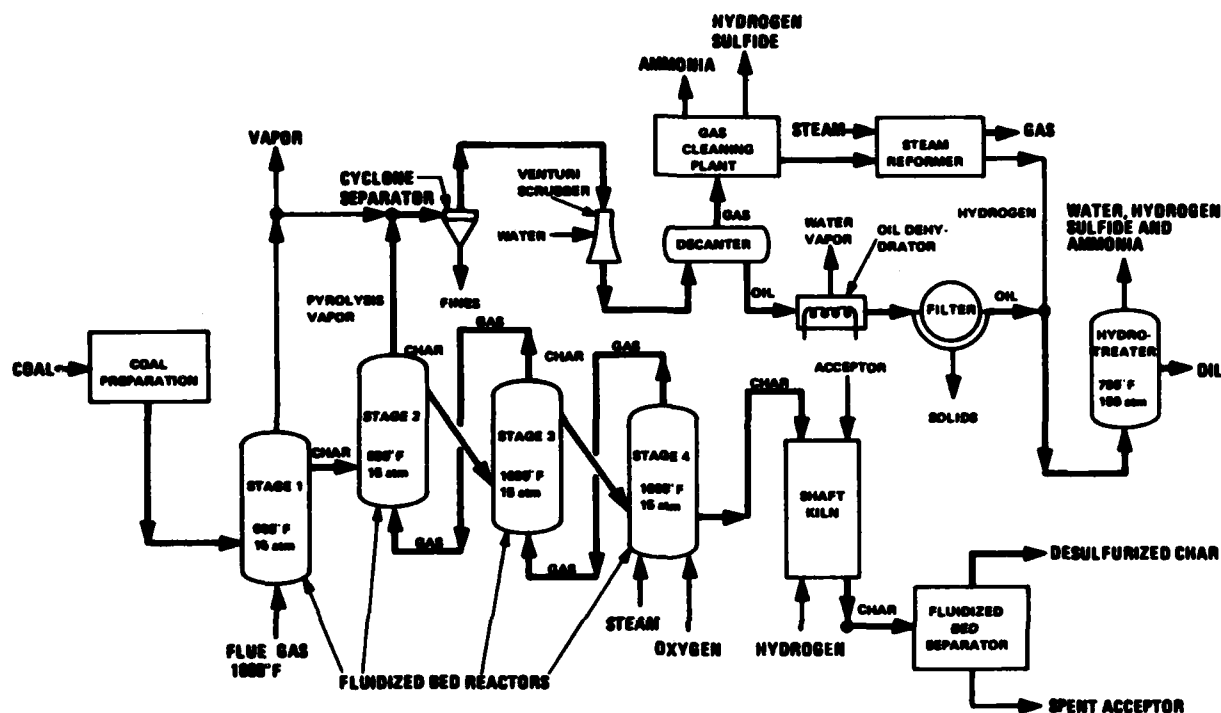 HYDROGEN
SULFIDE
AMMONIA
VAPOR
CYCLONE
SEPARATOR
VENTURI
SCRUBBER
GAS
CLEANING
PLANT
STEAM
STEAM
REFORMER
GAS
WATER
GAS
DECANTER
HYDROGEN
WATER
VAPOR
OIL DEHY-
DRATOR
WATER, HYDROGEN
SULFIDE AND
AMMONIA
FINES
OIL
FILTER
OIL
PYROLYSIS
VAPOR
GAS
CHAR
CHAR
GAS
CHAR
ACCEPTOR
SOLIDS
HYDRO-
TREATER
OIL
COAL
COAL
PREPARATION
STAGE 1
CHAR
STAGE 2
15 atm
STAGE 3
15 atm
STAGE 4
15 atm
SHAFT
KILN
GAS
GAS
FLUE GAS
FLUIDIZED BED REACTORS
STEAM
OXYGEN
HYDROGEN
CHAR
DESULFURIZED CHAR
FLUIDIZED
BED
SEPARATOR
SPENT ACCEPTOR